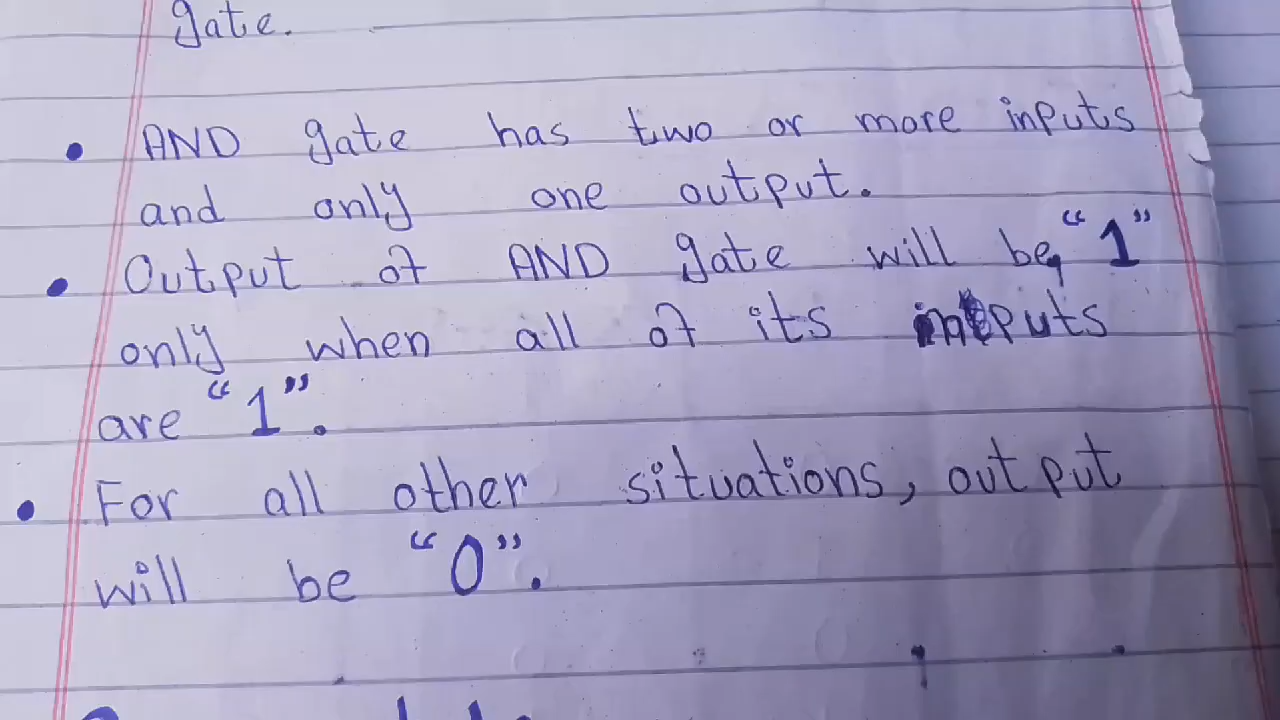 gate.
• AND gate has two or more inputs
and only one output.
• Output of AND gate will be "1"
only when all of its inputs
are "1".
• For all other situations, output
will be "0".